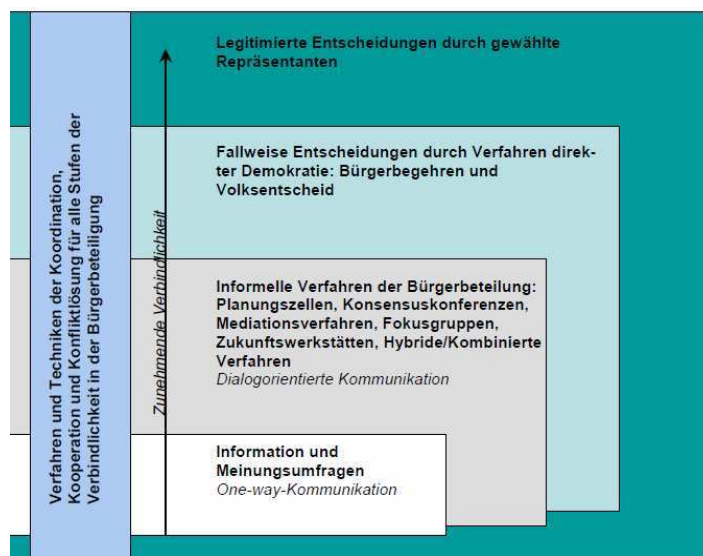 Verfahren und Techniken der Koordination,
Kooperation und Konfliktlösung für alle Stufen der
Verbindlichkeit in der Bürgerbeteiligung
Zunehmende Verbindlichkeit
Legitimierte Entscheidungen durch gewählte
Repräsentanten
Fallweise Entscheidungen durch Verfahren direk-
ter Demokratie: Bürgerbegehren und
Volksentscheid
Informelle Verfahren der Bürgerbeteilung:
Planungszellen, Konsensuskonferenzen,
Mediationsverfahren, Fokusgruppen,
Zukunftswerkstätten, Hybride/Kombinierte
Verfahren
Dialogorientierte Kommunikation
Information und
Meinungsumfragen
One-way-Kommunikation